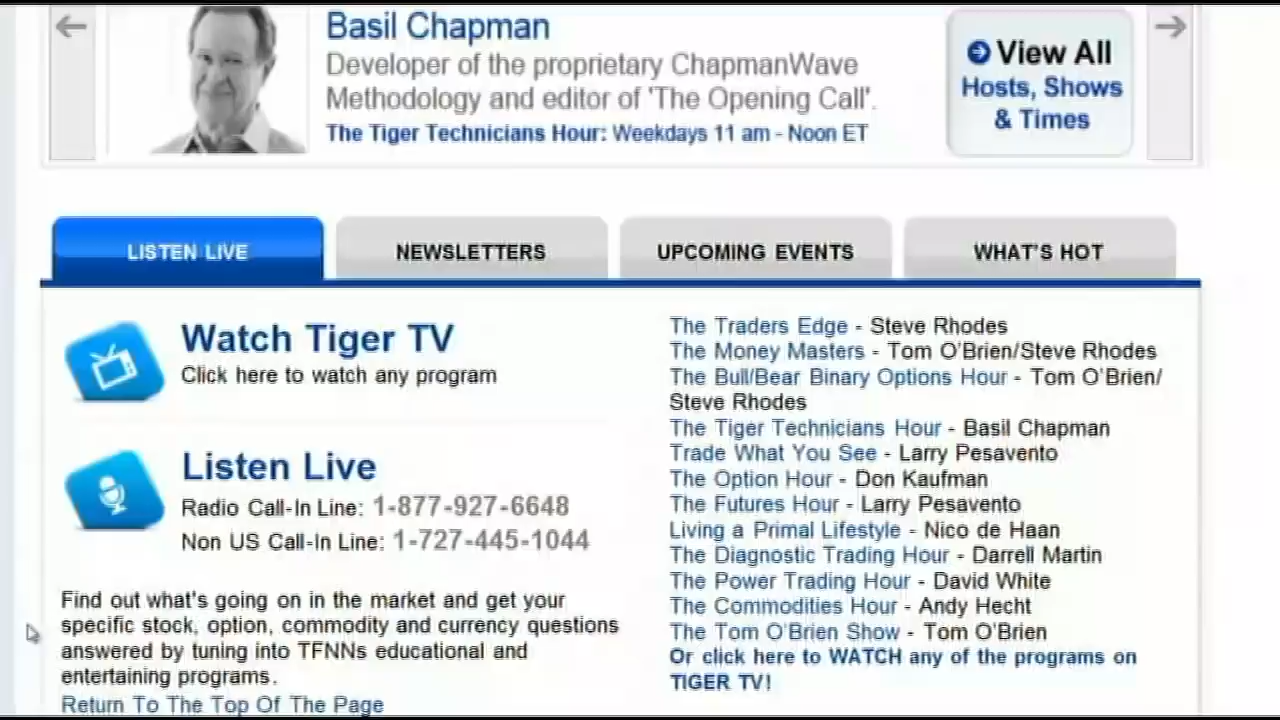 Basil Chapman
Developer of the proprietary ChapmanWave
Methodology and editor of 'The Opening Call'.
The Tiger Technicians Hour: Weekdays 11 am - Noon ET
View All
Hosts, Shows
& Times
LISTEN LIVE
NEWSLETTERS
UPCOMING EVENTS
WHAT'S HOT
Watch Tiger TV
Click here to watch any program
Listen Live
Radio Call-In Line: 1-877-927-6648
Non US Call-In Line: 1-727-445-1044
Find out what's going on in the market and get your
specific stock, option, commodity and currency questions
answered by tuning into TFNNs educational and
entertaining programs.
Return To The Top Of The Page
The Traders Edge - Steve Rhodes
The Money Masters - Tom O'Brien/Steve Rhodes
The Bull/Bear Binary Options Hour - Tom O'Brien/
Steve Rhodes
The Tiger Technicians Hour - Basil Chapman
Trade What You See - Larry Pesavento
The Option Hour - Don Kaufman
The Futures Hour - Larry Pesavento
Living a Primal Lifestyle - Nico de Haan
The Diagnostic Trading Hour - Darrell Martin
The Power Trading Hour - David White
The Commodities Hour - Andy Hecht
The Tom O'Brien Show - Tom O'Brien
Or click here to WATCH any of the programs on
TIGER TV!